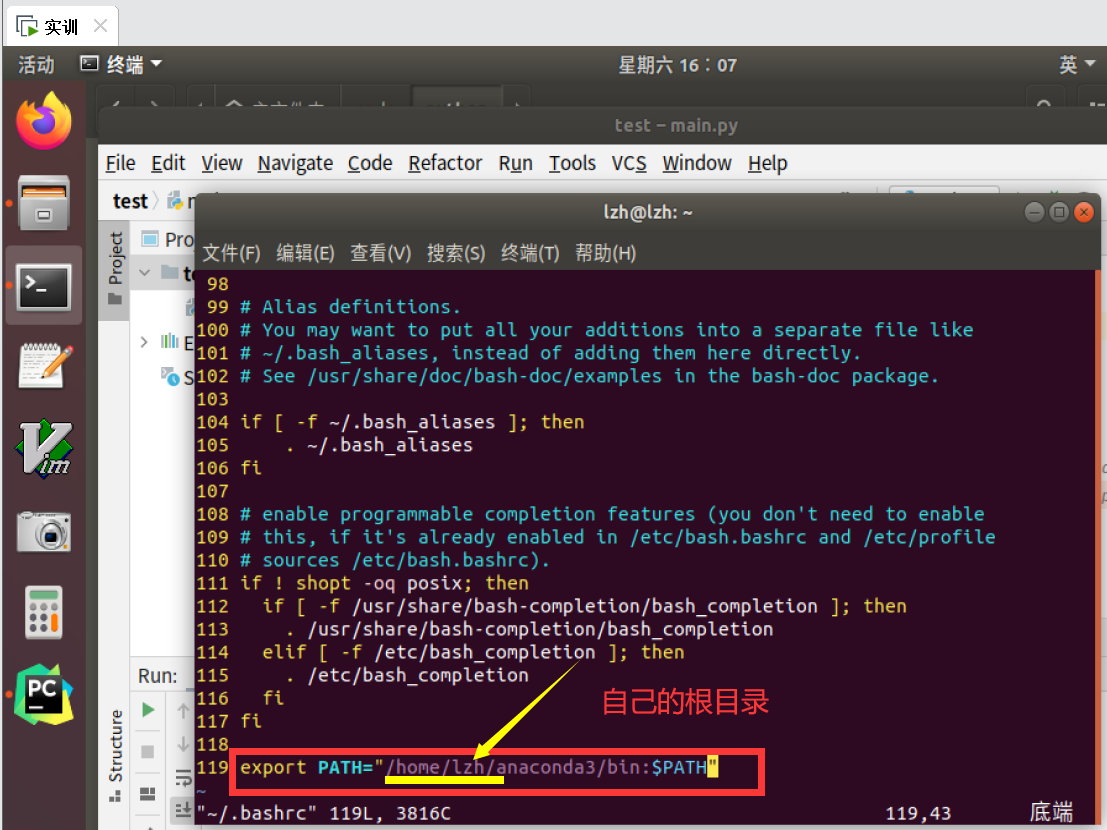 实训
活动 终端 星期六 16：07 英
test – main.py
File Edit View Navigate Code Refactor Run Tools VCS Window Help
test
lzh@lzh: ~
文件(F) 编辑(E) 查看(V) 搜索(S) 终端(T) 帮助(H)
Project
98
99 # Alias definitions.
100 # You may want to put all your additions into a separate file like
101 # ~/.bash_aliases, instead of adding them here directly.
102 # See /usr/share/doc/bash-doc/examples in the bash-doc package.
103
104 if [ -f ~/.bash_aliases ]; then
105     . ~/.bash_aliases
106 fi
107
108 # enable programmable completion features (you don't need to enable
109 # this, if it's already enabled in /etc/bash.bashrc and /etc/profile
110 # sources /etc/bash.bashrc).
111 if ! shopt -oq posix; then
112   if [ -f /usr/share/bash-completion/bash_completion ]; then
113     . /usr/share/bash-completion/bash_completion
114   elif [ -f /etc/bash_completion ]; then
115     . /etc/bash_completion
116   fi
117 fi
118
自己的根目录
119 export PATH="/home/lzh/anaconda3/bin:$PATH"
~
"~/.bashrc" 119L, 3816C 119,43 底端
Run:
Structure
Vim
PC